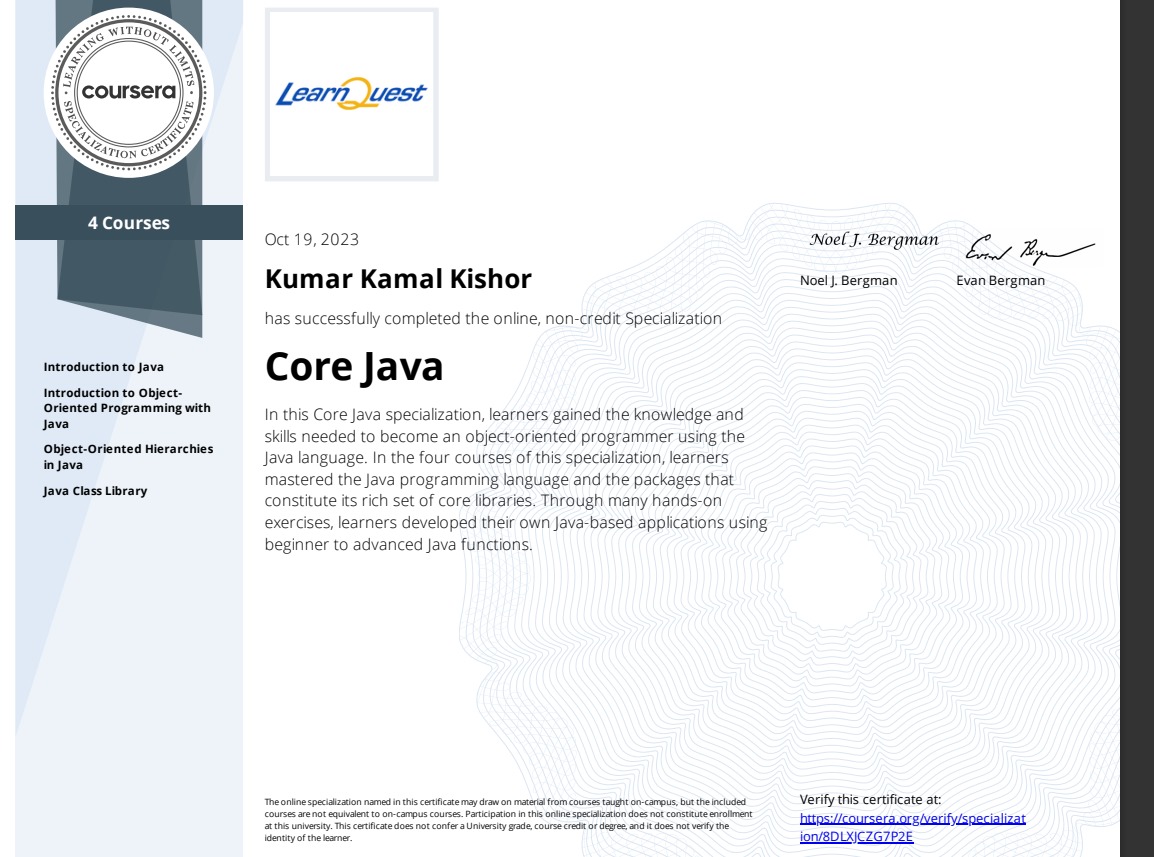 LEARNING WITHOUT LIMITS
coursera
SPECIALIZATION CERTIFICATE
4 Courses
Introduction to Java
Introduction to Object-
Oriented Programming with
Java
Object-Oriented Hierarchies
in Java
Java Class Library
LearnQuest
Oct 19, 2023
Kumar Kamal Kishor
has successfully completed the online, non-credit Specialization
Core Java
In this Core Java specialization, learners gained the knowledge and
skills needed to become an object-oriented programmer using the
Java language. In the four courses of this specialization, learners
mastered the Java programming language and the packages that
constitute its rich set of core libraries. Through many hands-on
exercises, learners developed their own Java-based applications using
beginner to advanced Java functions.
Noel J. Bergman
Noel J. Bergman
Evan Bergman
The online specialization named in this certificate may draw on material from courses taught on-campus, but the included
courses are not equivalent to on-campus courses. Participation in this online specialization does not constitute enrollment
at this university. This certificate does not confer a University grade, course credit or degree, and it does not verify the
identity of the learner.
Verify this certificate at:
https://coursera.org/verify/specializat
ion/8DLXJCZG7P2E